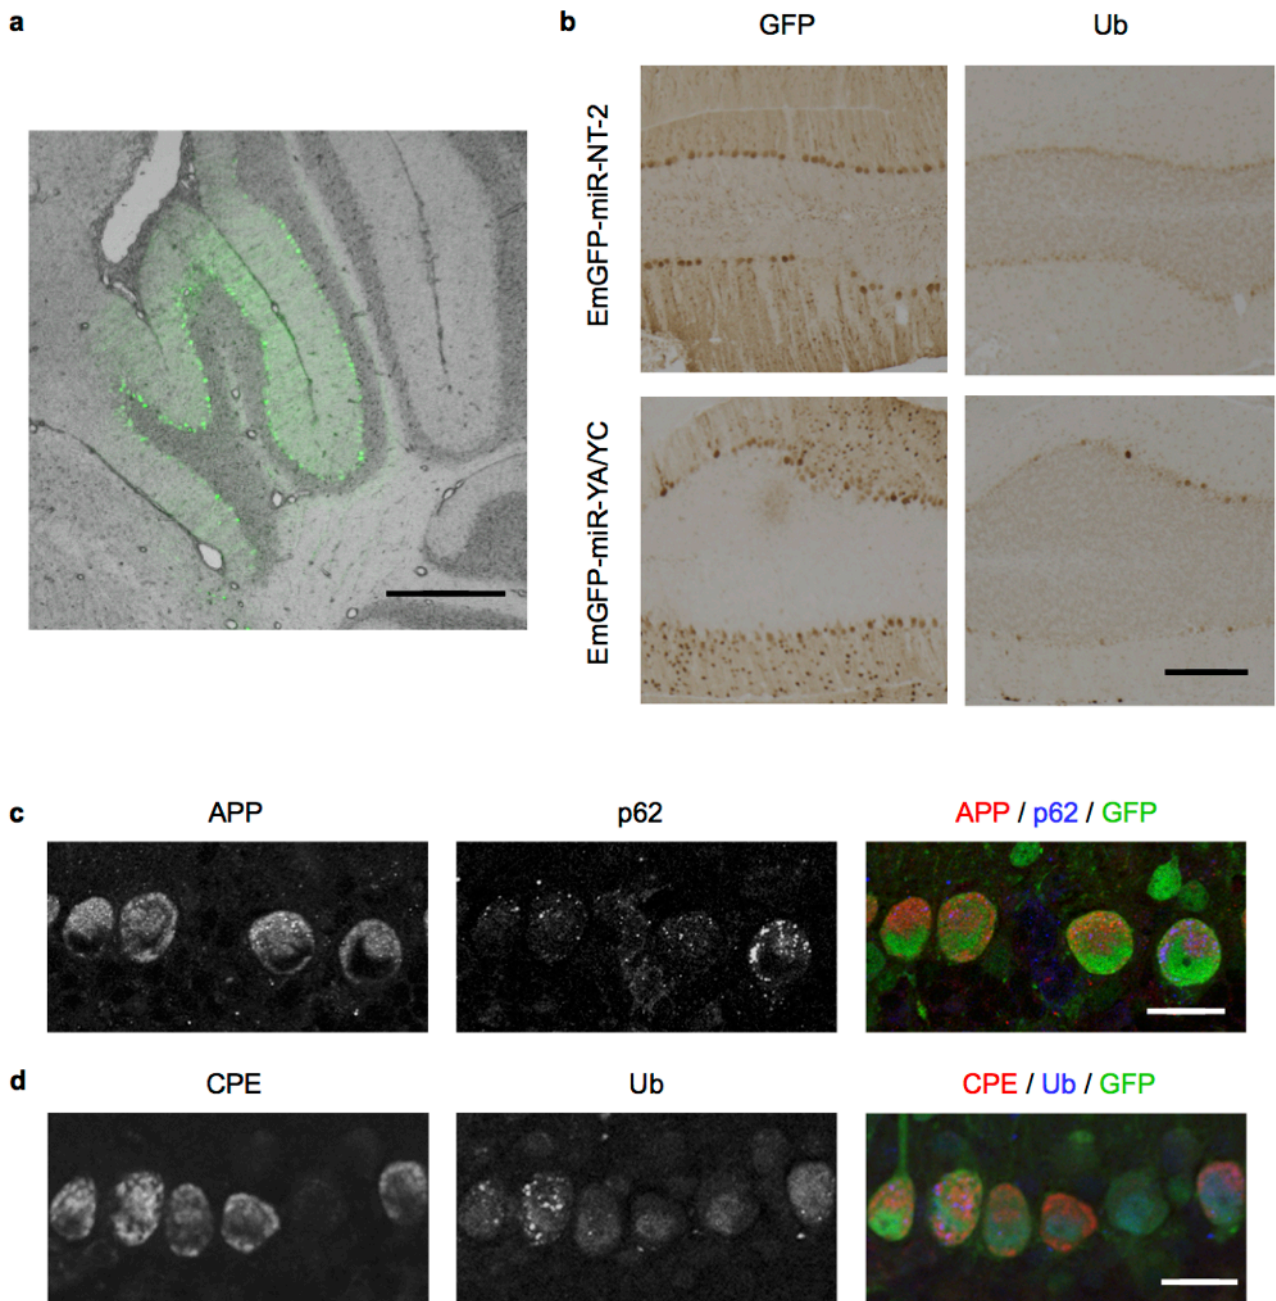 a
b
GFP
Ub
EmGFP-miR-NT-2
EmGFP-miR-YA/YC
c
APP
p62
APP / p62 / GFP
d
CPE
Ub
CPE / Ub / GFP